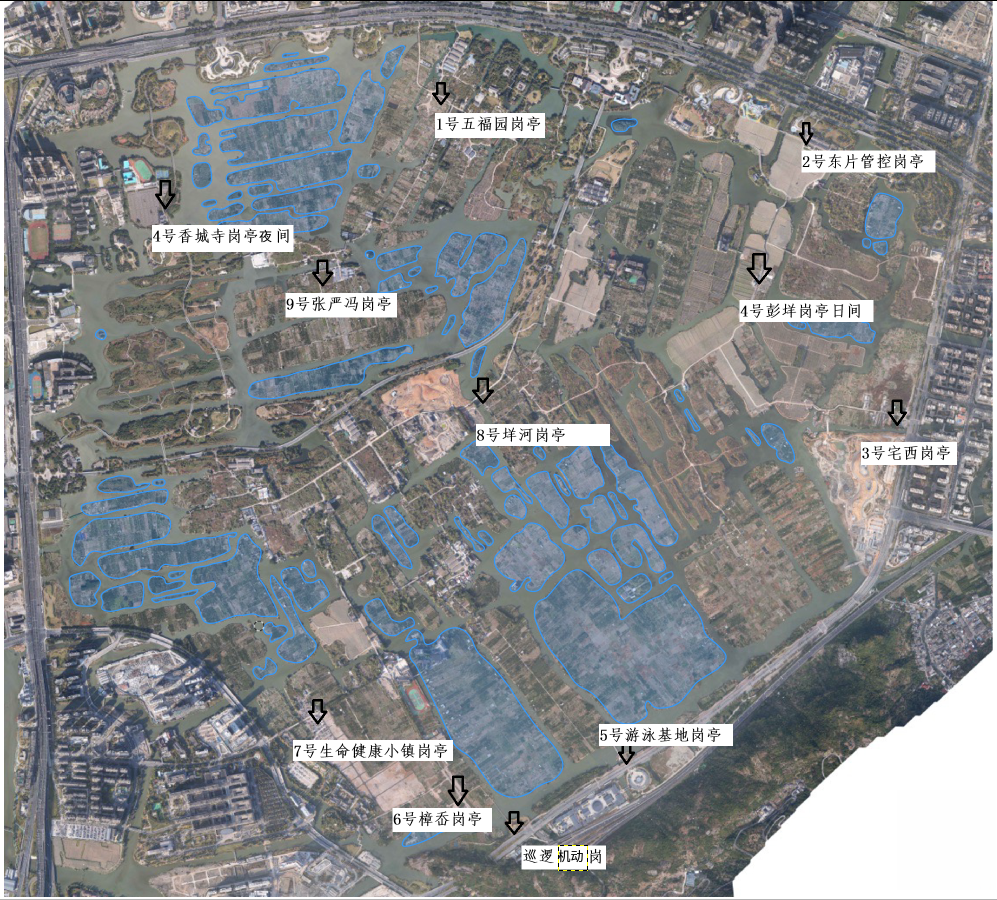 1号五福园岗亭
2号东片管控岗亭
4号香城寺岗亭夜间
9号张严冯岗亭
4号彭垟岗亭日间
8号垟河岗亭
3号宅西岗亭
5号游泳基地岗亭
7号生命健康小镇岗亭
6号樟岙岗亭
巡逻机动岗